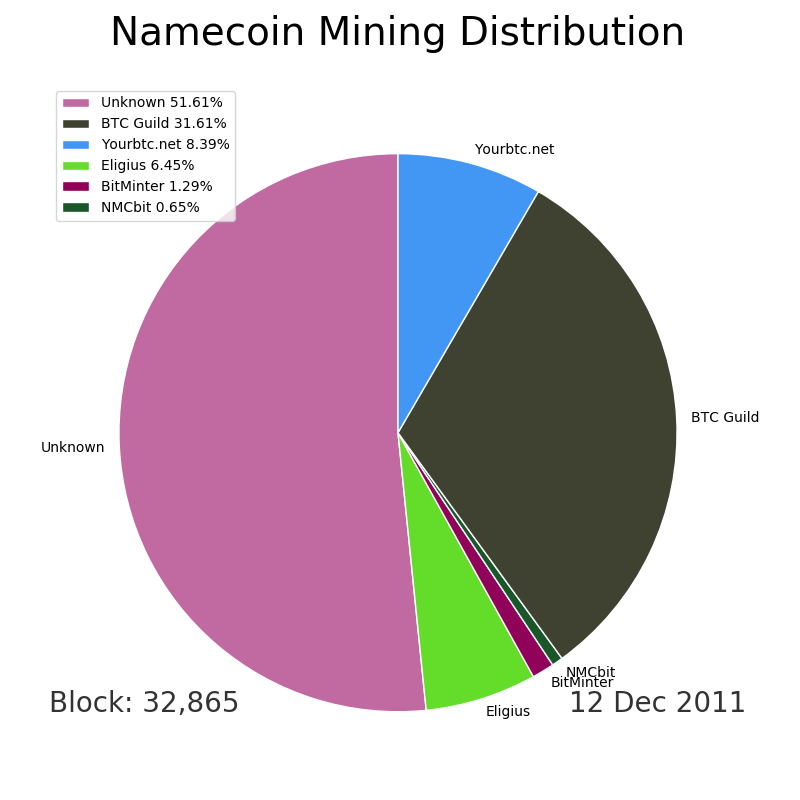 Namecoin Mining Distribution
Unknown 51.61%
BTC Guild 31.61%
Yourbtc.net 8.39%
Eligius 6.45%
BitMinter 1.29%
NMCbit 0.65%
Yourbtc.net
BTC Guild
Unknown
NMCbit
BitMinter
Eligius
Block: 32,865
12 Dec 2011